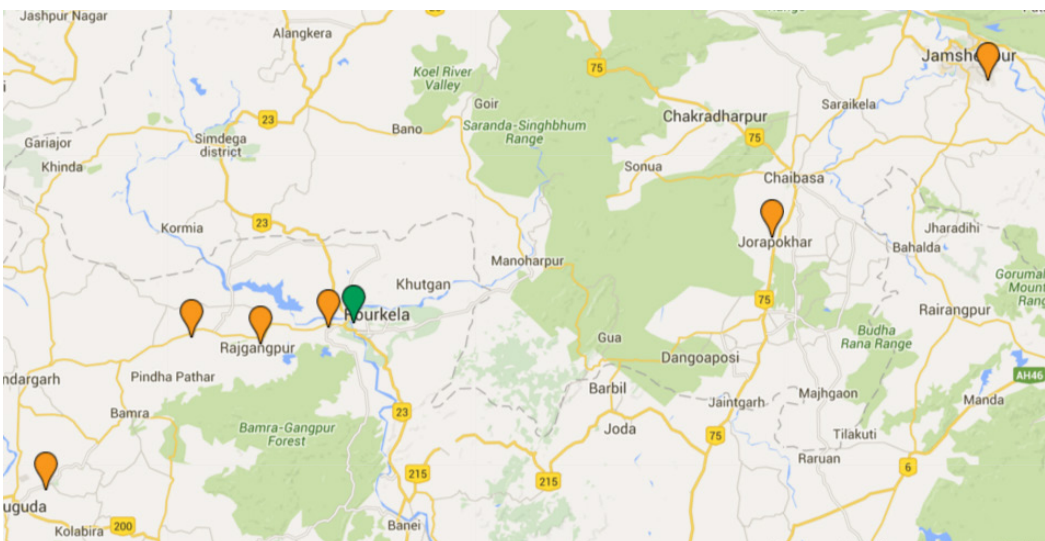 Jashpur Nagar
Alangkera
Jamshedpur
75
Koel River
Valley
Goir
Saraikela
23
Bano
Saranda-Singhbhum
Range
Chakradharpur
75
Gariajor
Simdega
district
Khinda
Sonua
Chaibasa
23
Kormia
Jorapokhar
Jharadihi
Bahalda
Manoharpur
Khutgan
75
Rairangpur
Rourkela
Rajgangpur
Gua
Budha
Rana Range
Dangoaposi
ndargarh
Pindha Pathar
AH46
Barbil
Majhgaon
Manda
Jaintgarh
Bamra
23
Bamra-Gangpur
Forest
Joda
75
Tilakuti
Raruan
6
215
215
uguda
Kolabira
200
Banei